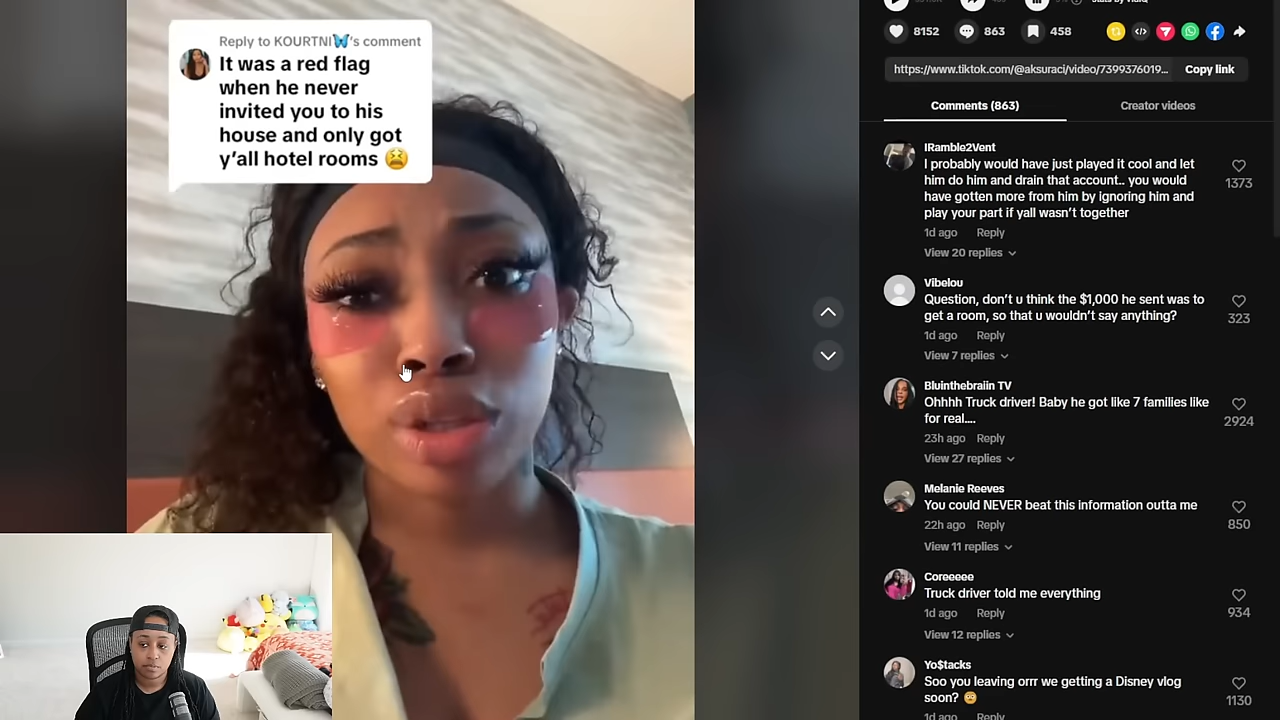 Reply to KOURTNI🦋's comment
It was a red flag
when he never
invited you to his
house and only got
y'all hotel rooms 😫
8152
863
458
https://www.tiktok.com/@aksuraci/video/7399376019...
Copy link
Comments (863)
Creator videos
IRamble2Vent
I probably would have just played it cool and let
him do him and drain that account.. you would
have gotten more from him by ignoring him and
play your part if yall wasn't together
1d ago Reply
View 20 replies
1373
Vibelou
Question, don't u think the $1,000 he sent was to
get a room, so that u wouldn't say anything?
1d ago Reply
View 7 replies
323
Bluinthebraiin TV
Ohhhh Truck driver! Baby he got like 7 families like
for real....
23h ago Reply
View 27 replies
2924
Melanie Reeves
You could NEVER beat this information outta me
22h ago Reply
View 11 replies
850
Coreeeee
Truck driver told me everything
1d ago Reply
View 12 replies
934
Yo$tacks
Soo you leaving orrr we getting a Disney vlog
soon? 😳
1d ago Reply
1130